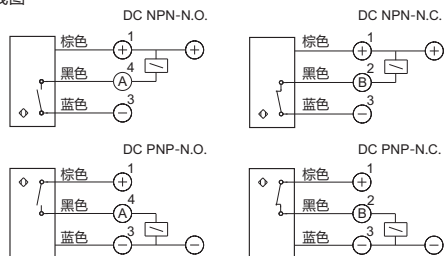 线图
DC NPN-N.O.
DC NPN-N.C.
棕色 + 1 +
黑色 A 4
蓝色 − 3
棕色 + 1 +
黑色 B 2
蓝色 − 3
DC PNP-N.O.
DC PNP-N.C.
棕色 + 1
黑色 A 4
蓝色 − 3 −
棕色 + 1
黑色 B 2
蓝色 − 3 −